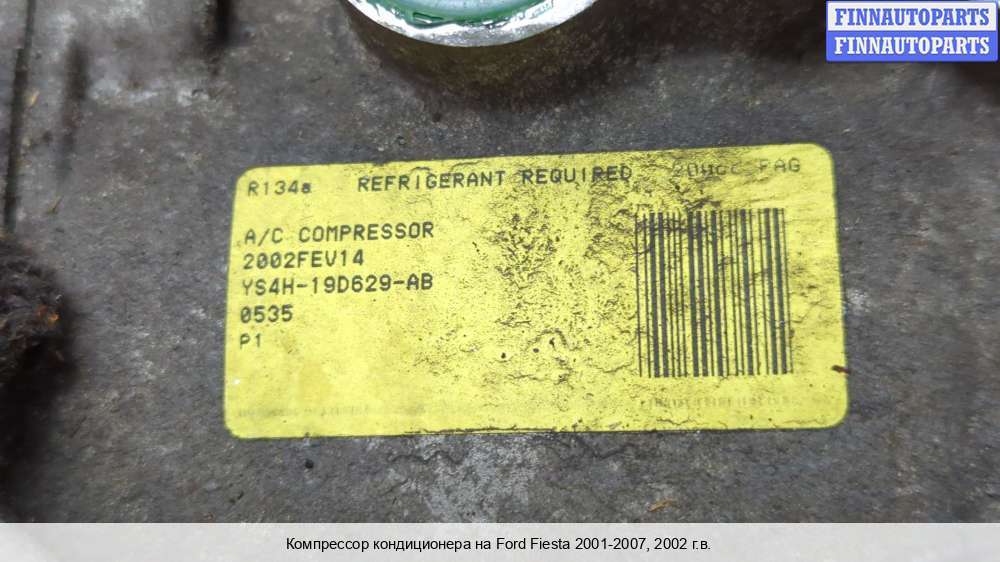 FINNAUTOPARTS
FINNAUTOPARTS
R134a REFRIGERANT REQUIRED PAG
A/C COMPRESSOR
2002FEV14
YS4H-19D629-AB
0535
P1
Компрессор кондиционера на Ford Fiesta 2001-2007, 2002 г.в.